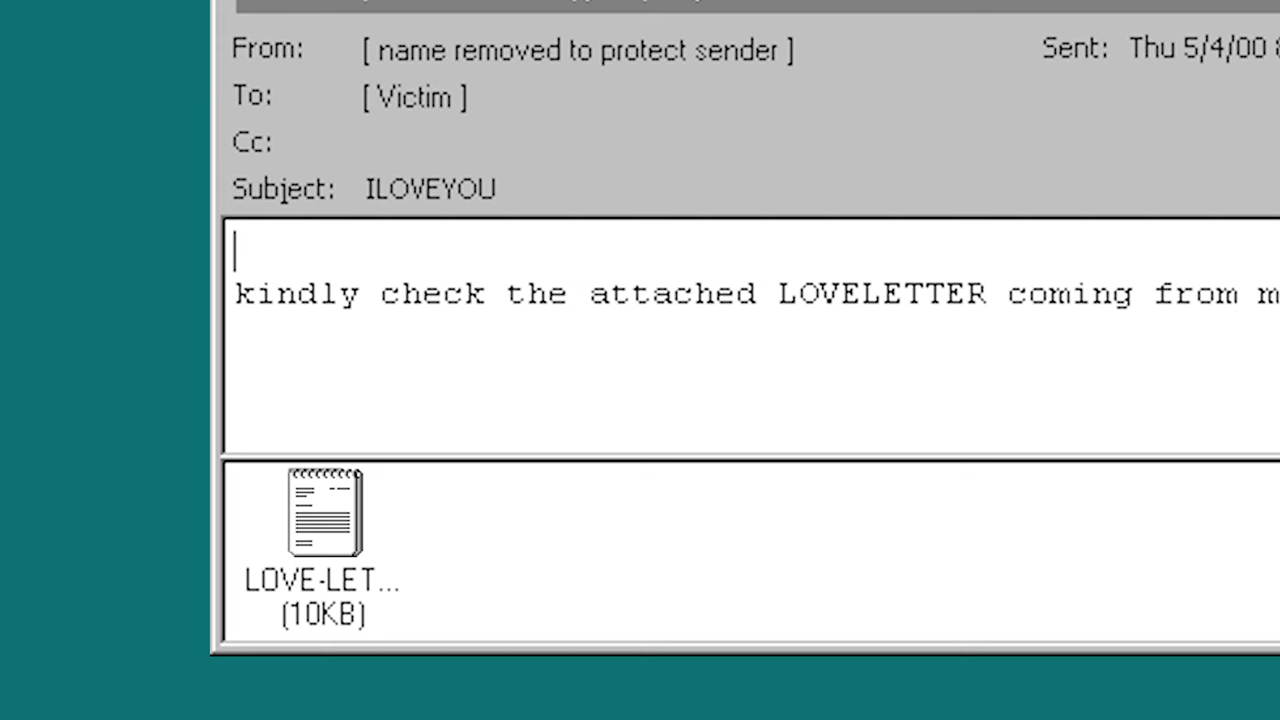 From: [ name removed to protect sender ] Sent: Thu 5/4/00
To: [ Victim ]
Cc:
Subject: ILOVEYOU
kindly check the attached LOVELETTER coming from
LOVE-LET...
(10KB)